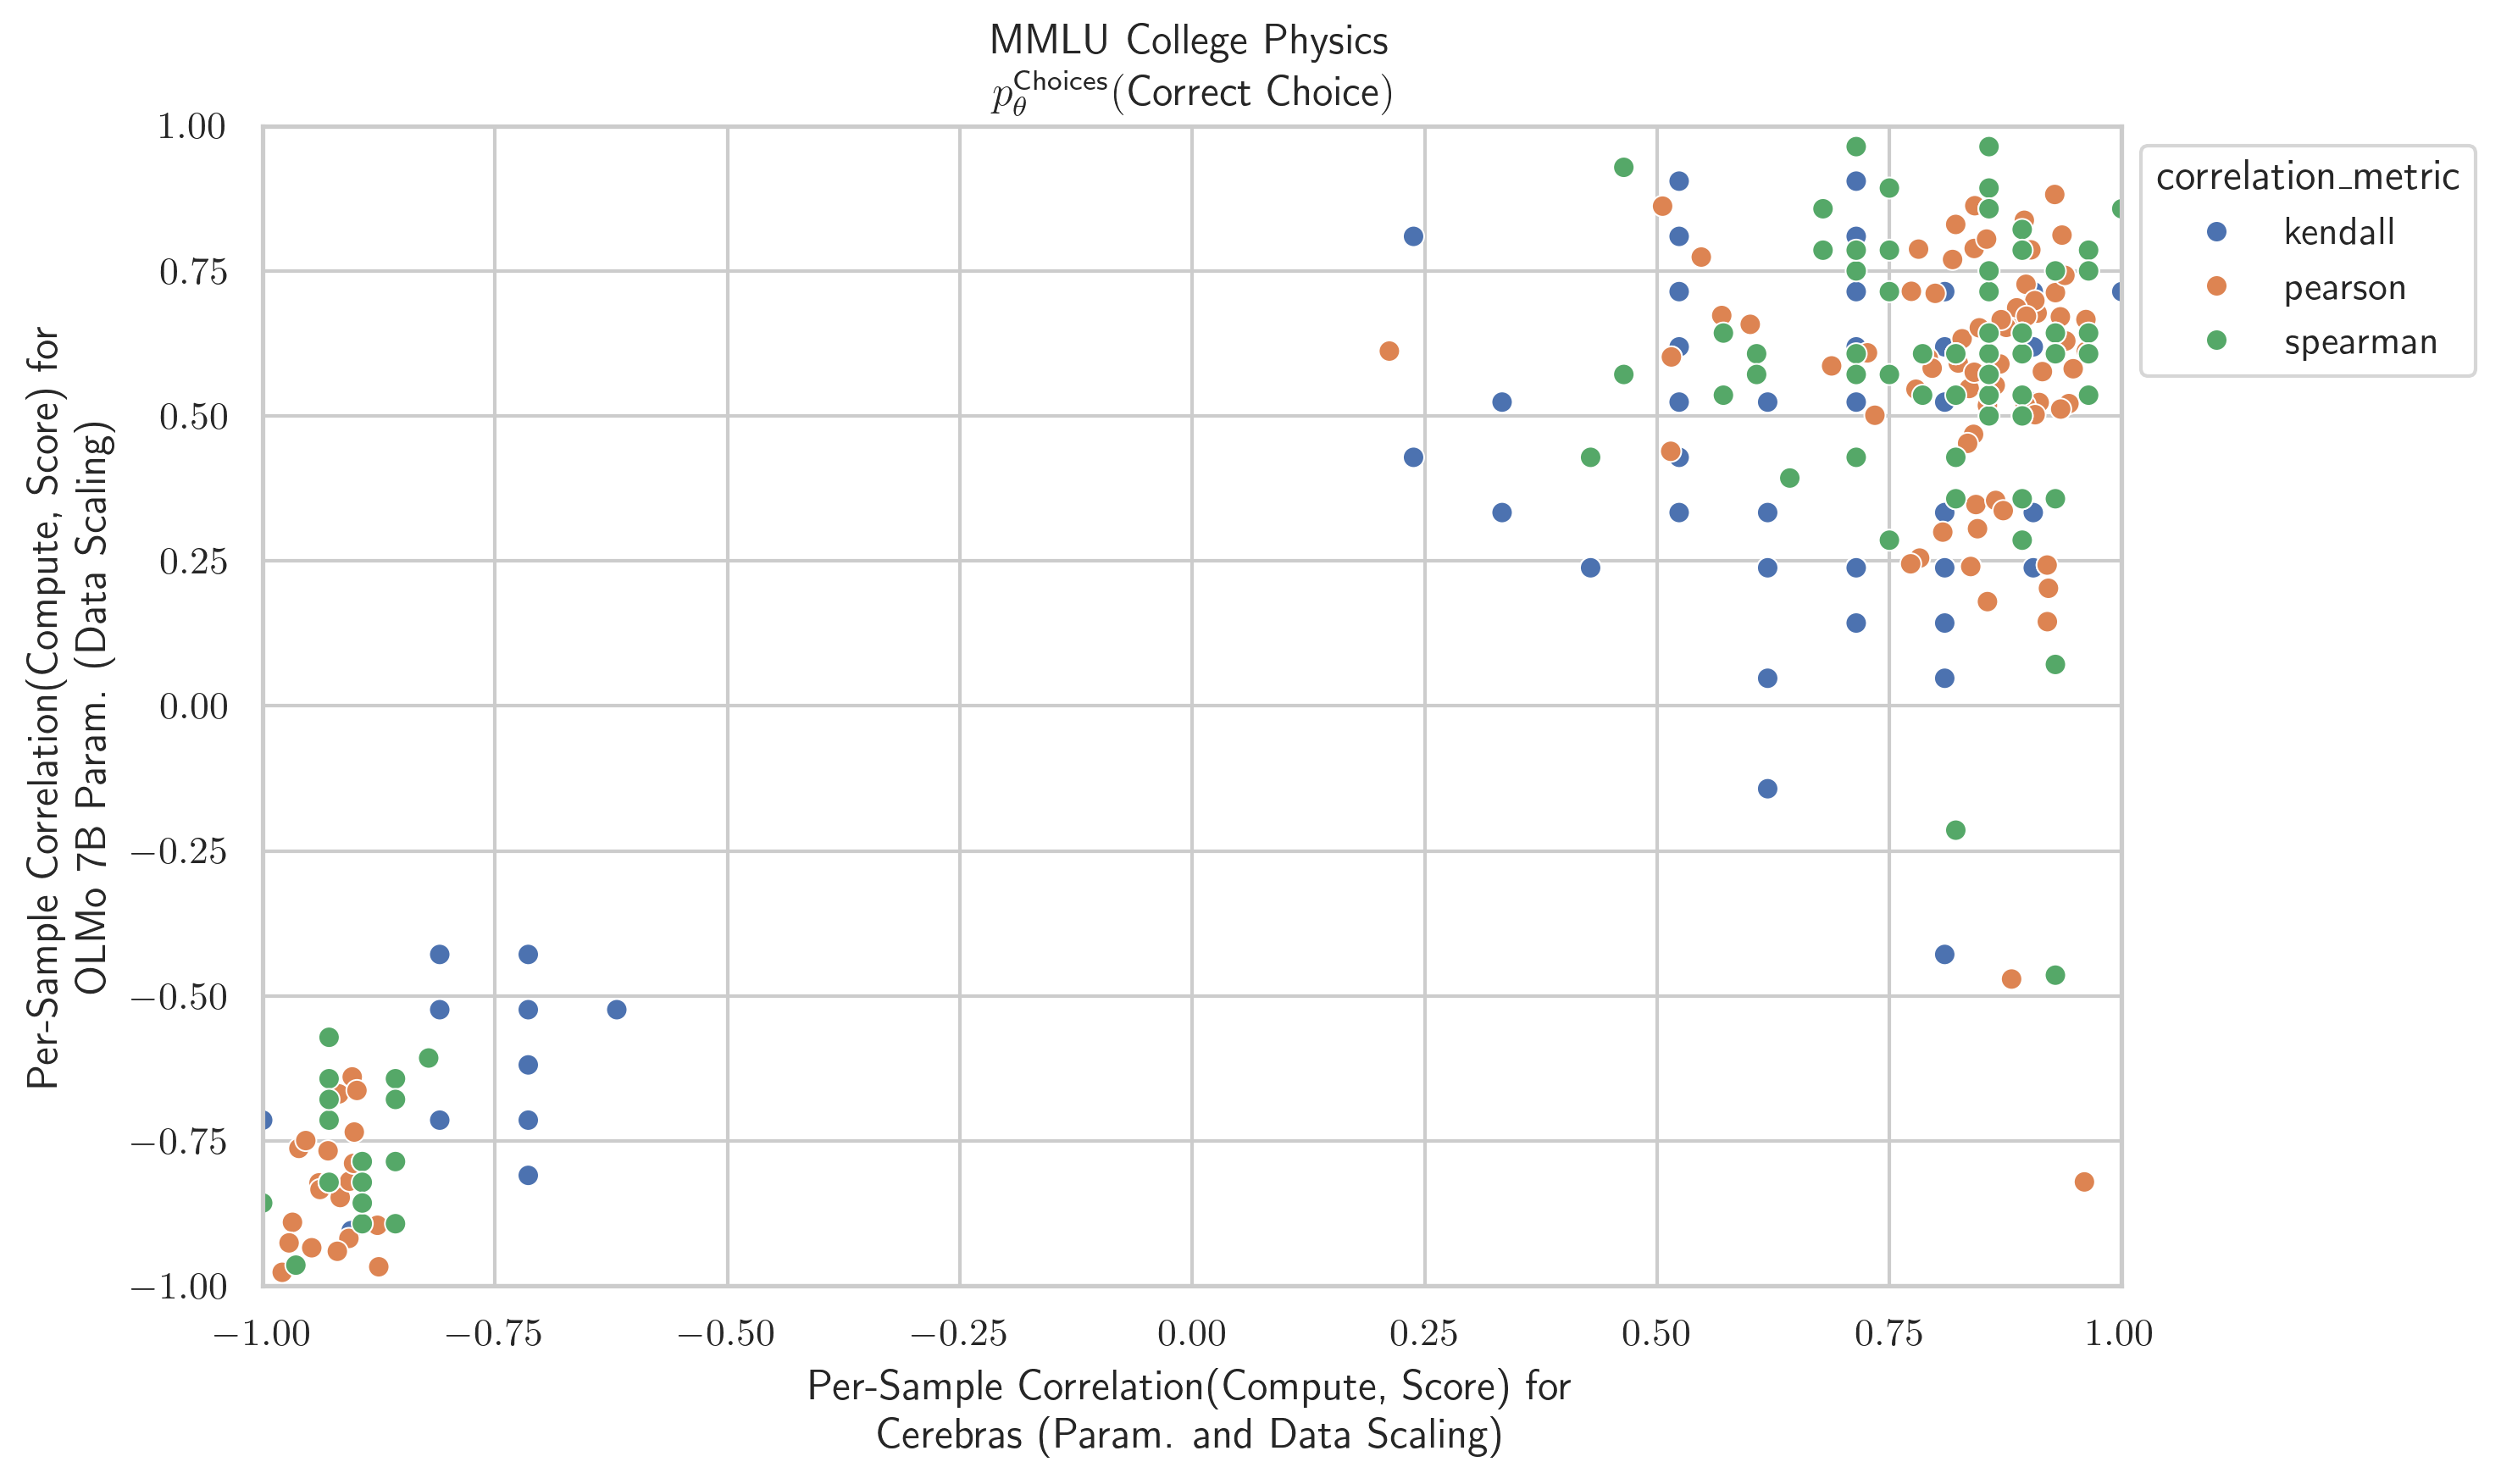 MMLU College Physics
p_θ^Choices(Correct Choice)
1.00
0.75
0.50
0.25
0.00
−0.25
−0.50
−0.75
−1.00
Per-Sample Correlation(Compute, Score) for
OLMo 7B Param. (Data Scaling)
correlation_metric
kendall
pearson
spearman
−1.00 −0.75 −0.50 −0.25 0.00 0.25 0.50 0.75 1.00
Per-Sample Correlation(Compute, Score) for
Cerebras (Param. and Data Scaling)